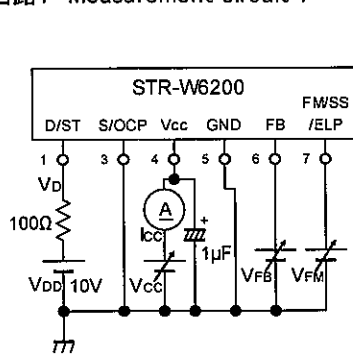 Measurement Circuit
STR-W6200
FM/SS
D/ST S/OCP Vcc GND FB /ELP
1 3 4 5 6 7
VD
100Ω
A
ICC
+
1μF
VDD 10V
VCC
VFB
VFM